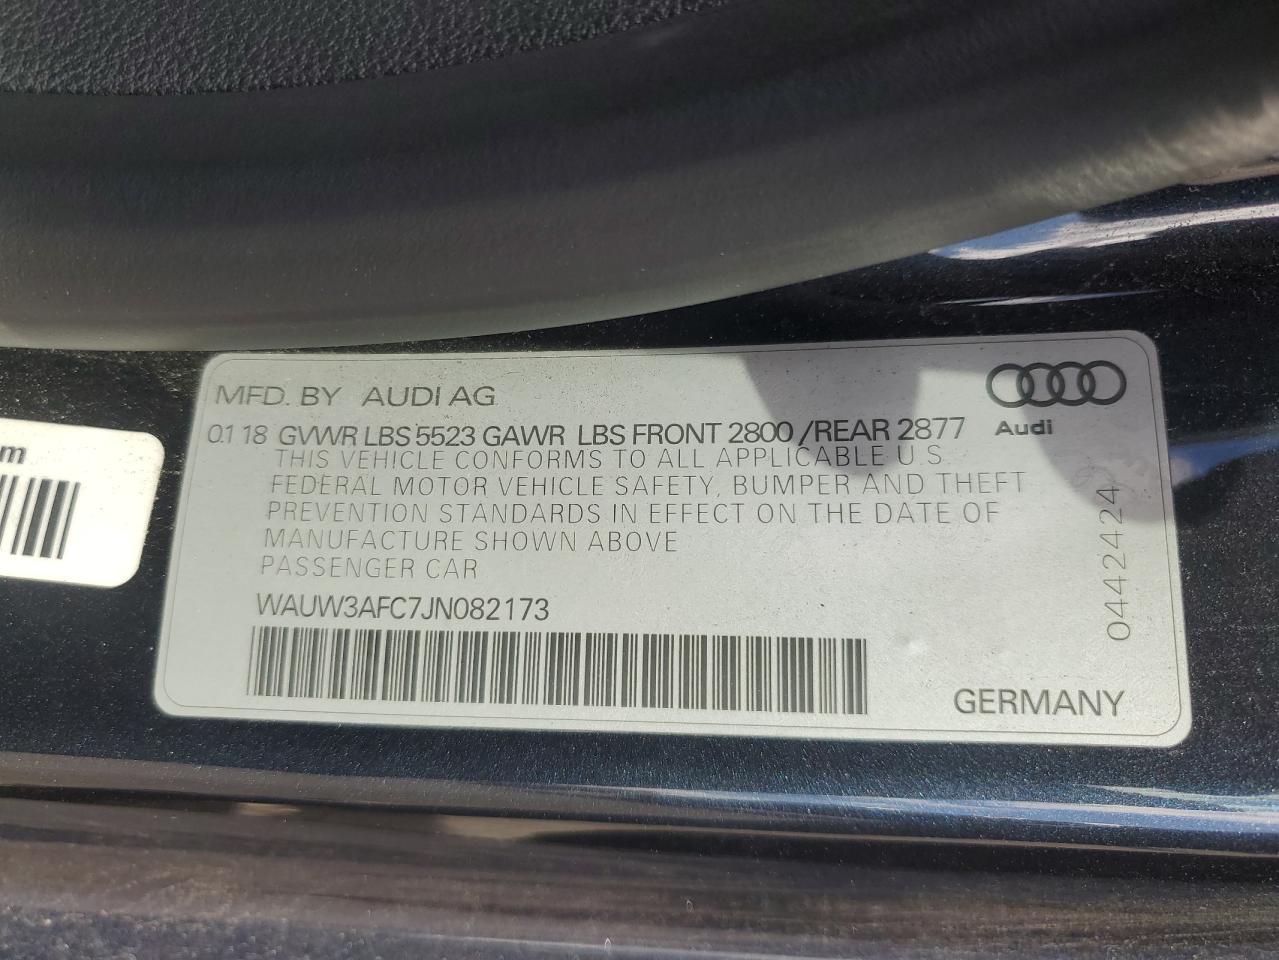 MFD. BY AUDI AG
01 18 GVWR LBS 5523 GAWR LBS FRONT 2800 /REAR 2877
Audi
THIS VEHICLE CONFORMS TO ALL APPLICABLE U.S.
FEDERAL MOTOR VEHICLE SAFETY, BUMPER AND THEFT
PREVENTION STANDARDS IN EFFECT ON THE DATE OF
MANUFACTURE SHOWN ABOVE
PASSENGER CAR
WAUW3AFC7JN082173
GERMANY
04424424
m